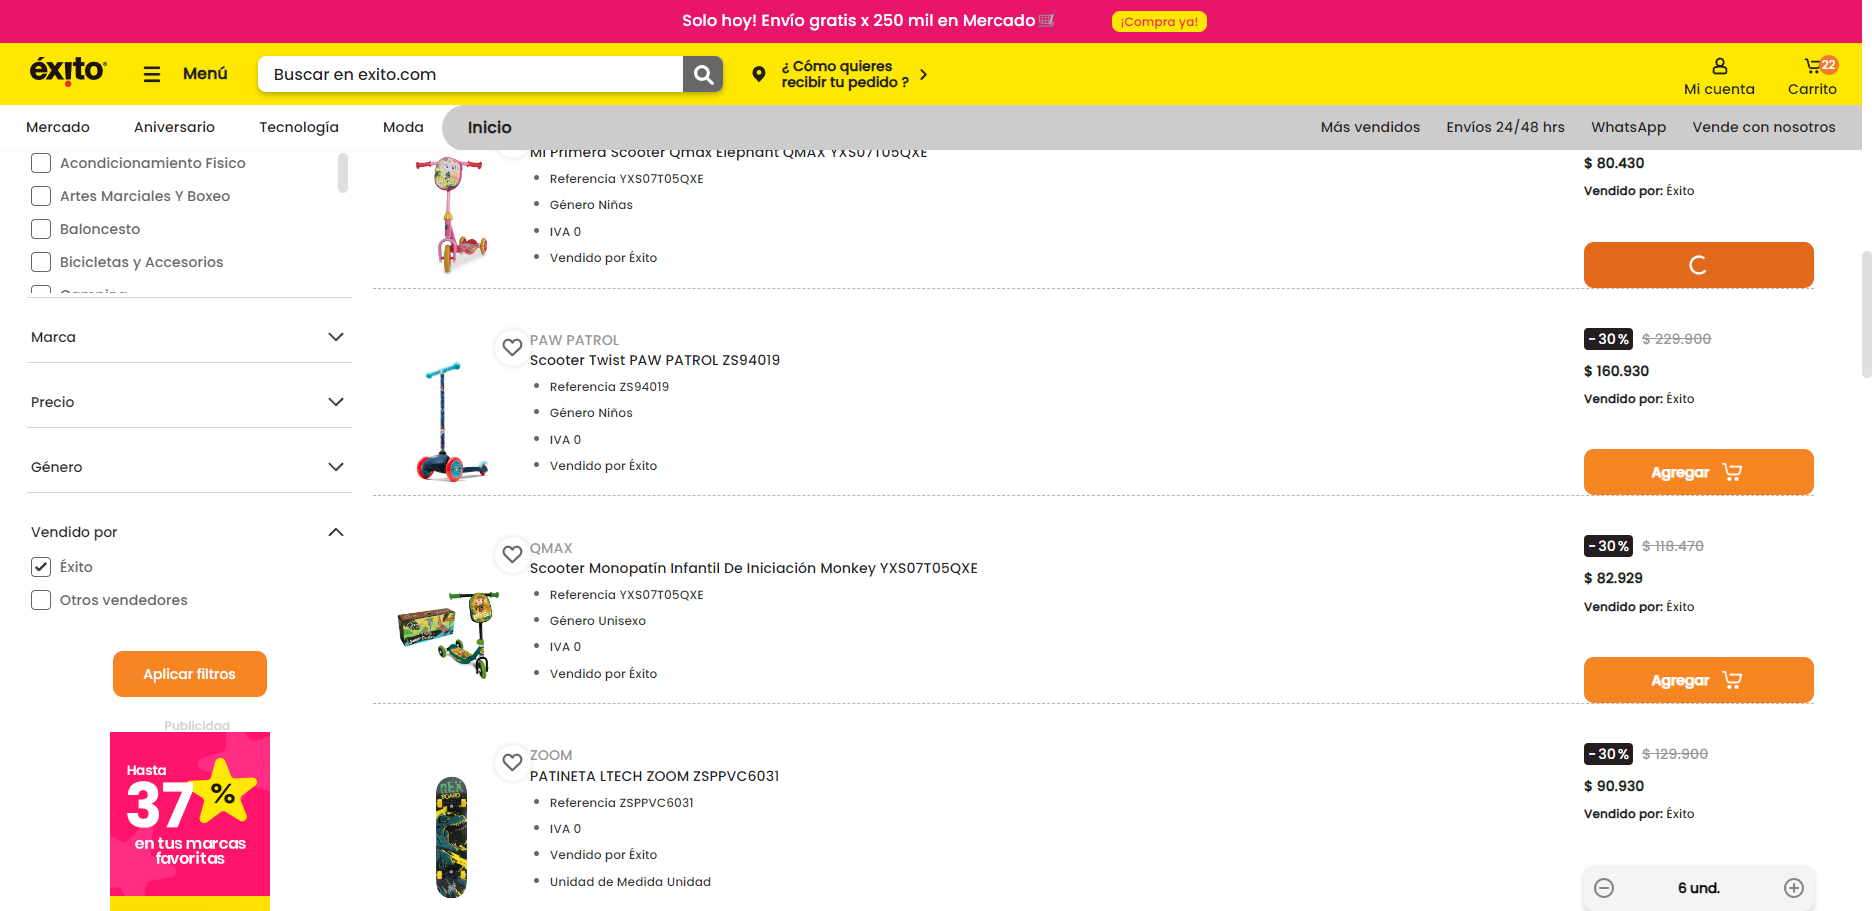 Solo hoy! Envío gratis x 250 mil en Mercado
¡Compra ya!
éxito
Menú
Buscar en exito.com
¿ Cómo quieres
recibir tu pedido ?
Mi cuenta
22
Carrito
Mercado
Aniversario
Tecnología
Moda
Inicio
Más vendidos
Envíos 24/48 hrs
WhatsApp
Vende con nosotros
Acondicionamiento Fisico
Artes Marciales Y Boxeo
Baloncesto
Bicicletas y Accesorios
Marca
Precio
Género
Vendido por
Éxito
Otros vendedores
Aplicar filtros
Publicidad
Hasta
37 %
en tus marcas
favoritas
Mi Primera Scooter Qmax Elephant QMAX YXS07T05QXE
Referencia YXS07T05QXE
Género Niñas
IVA 0
Vendido por Éxito
$ 80.430
Vendido por: Éxito
PAW PATROL
Scooter Twist PAW PATROL ZS94019
Referencia ZS94019
Género Niños
IVA 0
Vendido por Éxito
-30% $ 229.900
$ 160.930
Vendido por: Éxito
Agregar
QMAX
Scooter Monopatín Infantil De Iniciación Monkey YXS07T05QXE
Referencia YXS07T05QXE
Género Unisexo
IVA 0
Vendido por Éxito
-30% $ 118.470
$ 82.929
Vendido por: Éxito
Agregar
ZOOM
PATINETA LTECH ZOOM ZSPPVC6031
Referencia ZSPPVC6031
IVA 0
Vendido por Éxito
Unidad de Medida Unidad
-30% $ 129.900
$ 90.930
Vendido por: Éxito
6 und.